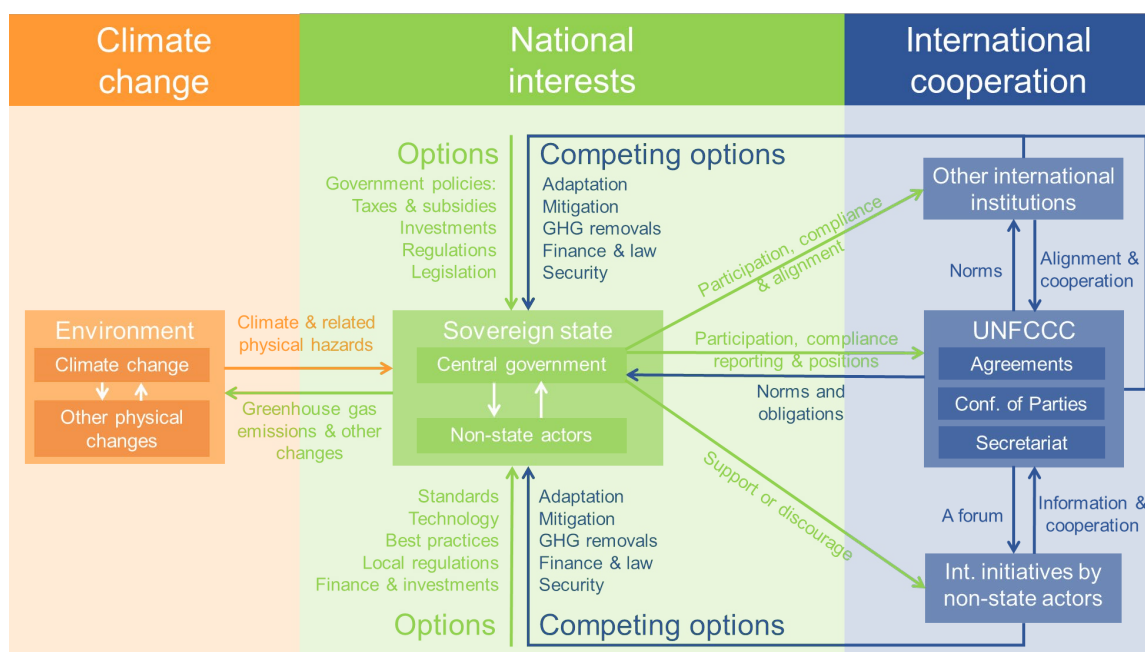 Climate
change
National
interests
International
cooperation
Options
Government policies:
Taxes & subsidies
Investments
Regulations
Legislation
Competing options
Adaptation
Mitigation
GHG removals
Finance & law
Security
Participation, compliance
& alignment
Other international
institutions
Norms
Alignment &
cooperation
Environment
Climate change
Other physical
changes
Climate & related
physical hazards
Greenhouse gas
emissions & other
changes
Sovereign state
Central government
Non-state actors
Participation, compliance
reporting & positions
Norms and
obligations
UNFCCC
Agreements
Conf. of Parties
Secretariat
Support or discourage
Standards
Technology
Best practices
Local regulations
Finance & investments
Options
Adaptation
Mitigation
GHG removals
Finance & law
Security
Competing options
A forum
Information &
cooperation
Int. initiatives by
non-state actors